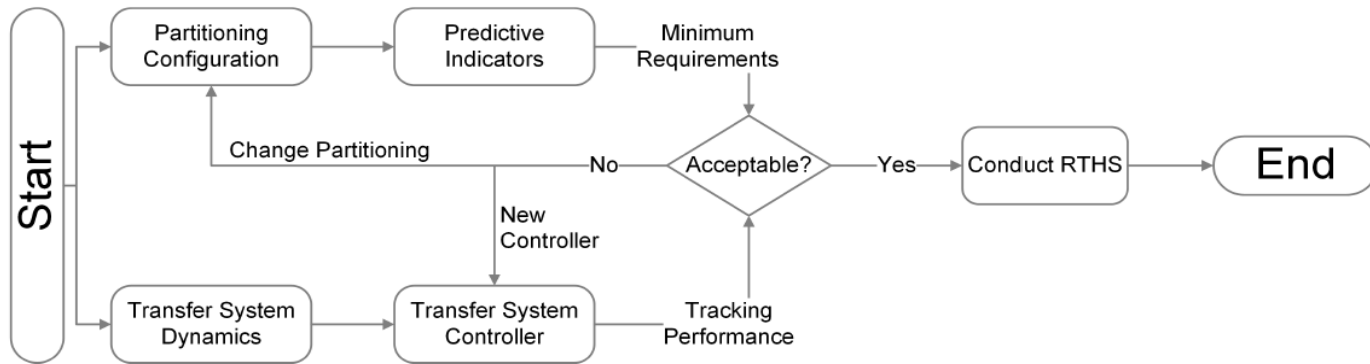 Start
Partitioning
Configuration
Predictive
Indicators
Minimum
Requirements
Change Partitioning
No
Acceptable?
Yes
Conduct RTHS
End
New
Controller
Transfer System
Dynamics
Transfer System
Controller
Tracking
Performance